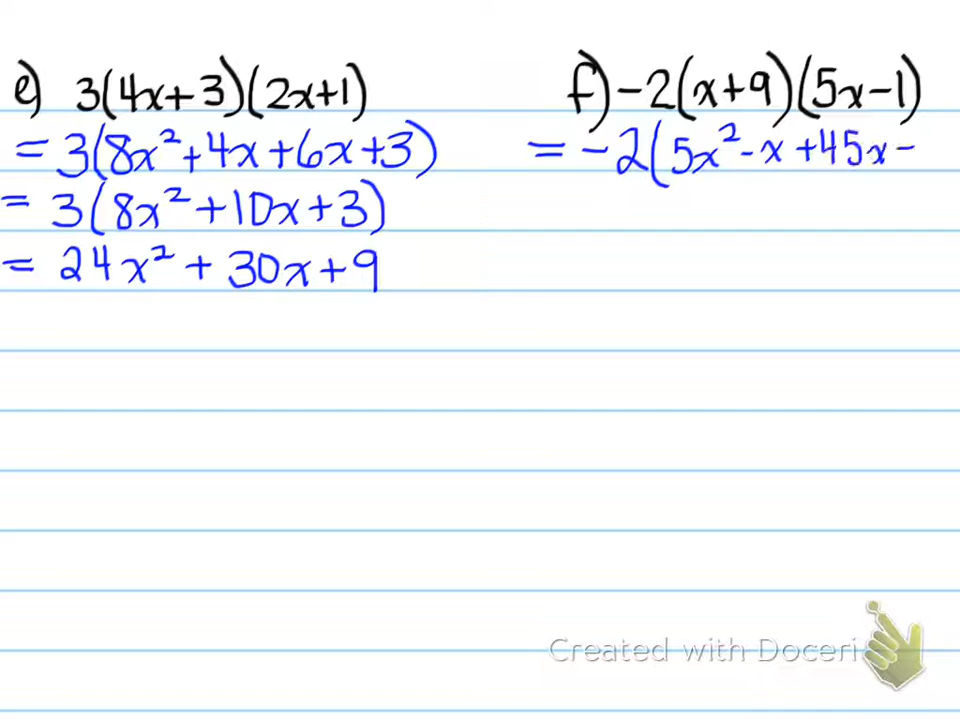 e) 3(4x+3)(2x+1)
= 3(8x²+4x+6x+3)
= 3(8x²+10x+3)
= 24x² + 30x+9
f) -2(x+9)(5x-1)
= -2(5x²-x+45x-
Created with Doceri